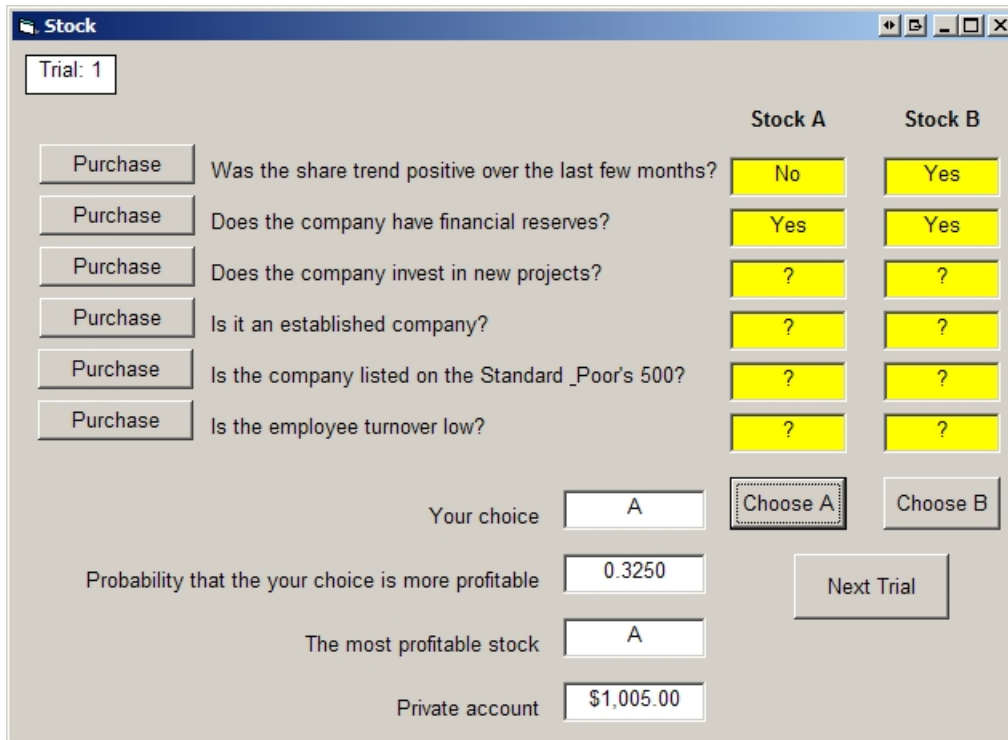 Stock
Trial: 1
Stock A Stock B
Purchase Was the share trend positive over the last few months? No Yes
Purchase Does the company have financial reserves? Yes Yes
Purchase Does the company invest in new projects? ? ?
Purchase Is it an established company? ? ?
Purchase Is the company listed on the Standard _Poor's 500? ? ?
Purchase Is the employee turnover low? ? ?
Your choice A Choose A Choose B
Probability that the your choice is more profitable 0.3250 Next Trial
The most profitable stock A
Private account $1,005.00